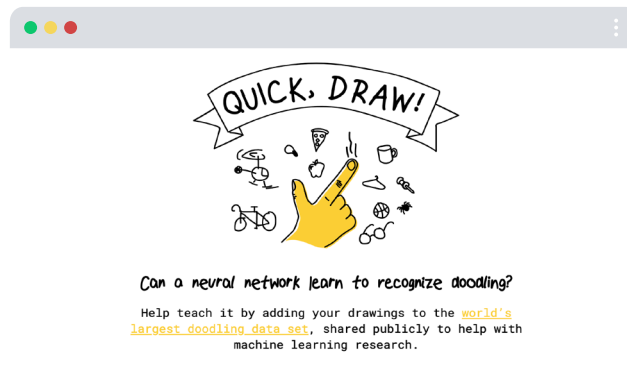 QUICK, DRAW!
Can a neural network learn to recognize doodling?
Help teach it by adding your drawings to the world's
largest doodling data set, shared publicly to help with
machine learning research.